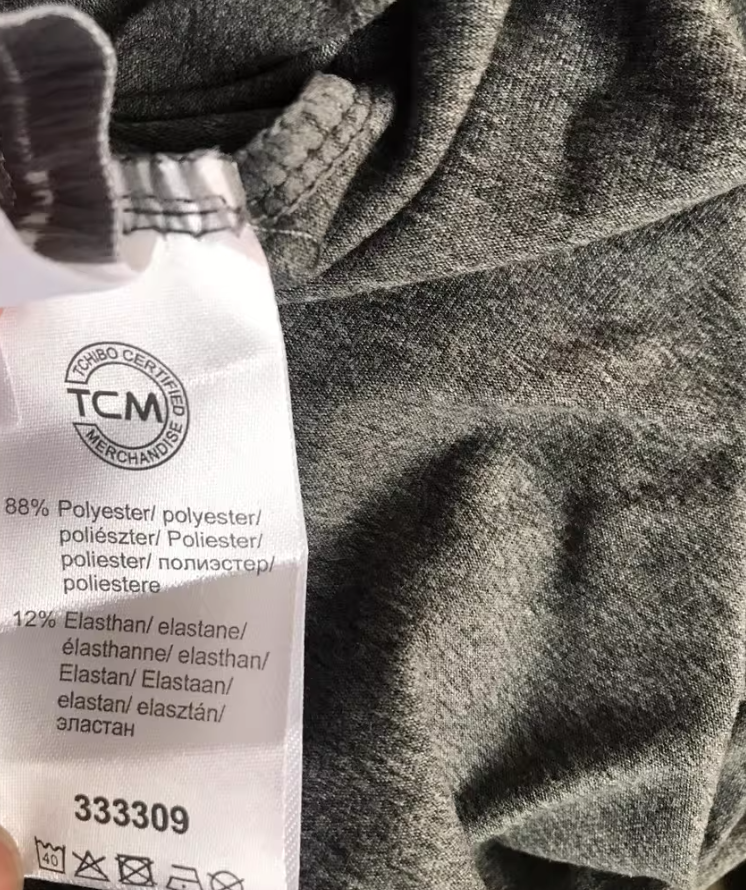 TCHIBO CERTIFIED
TCM
MERCHANDISE
88% Polyester/ polyester/
poliészter/ Poliester/
poliester/ полиэстер/
poliestere
12% Elasthan/ elastane/
élasthanne/ elasthan/
Elastan/ Elastaan/
elastan/ elasztán/
эластан
333309
40